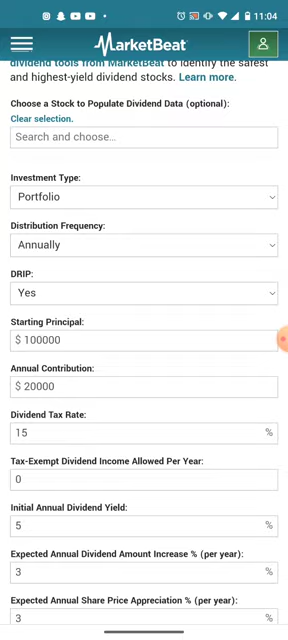 11:04
MarketBeat
dividend tools from MarketBeat to identify the safest
and highest-yield dividend stocks. Learn more.
Choose a Stock to Populate Dividend Data (optional):
Clear selection.
Search and choose...
Investment Type:
Portfolio
Distribution Frequency:
Annually
DRIP:
Yes
Starting Principal:
$ 100000
Annual Contribution:
$ 20000
Dividend Tax Rate:
15 %
Tax-Exempt Dividend Income Allowed Per Year:
0
Initial Annual Dividend Yield:
5 %
Expected Annual Dividend Amount Increase % (per year):
3 %
Expected Annual Share Price Appreciation % (per year):
3 %